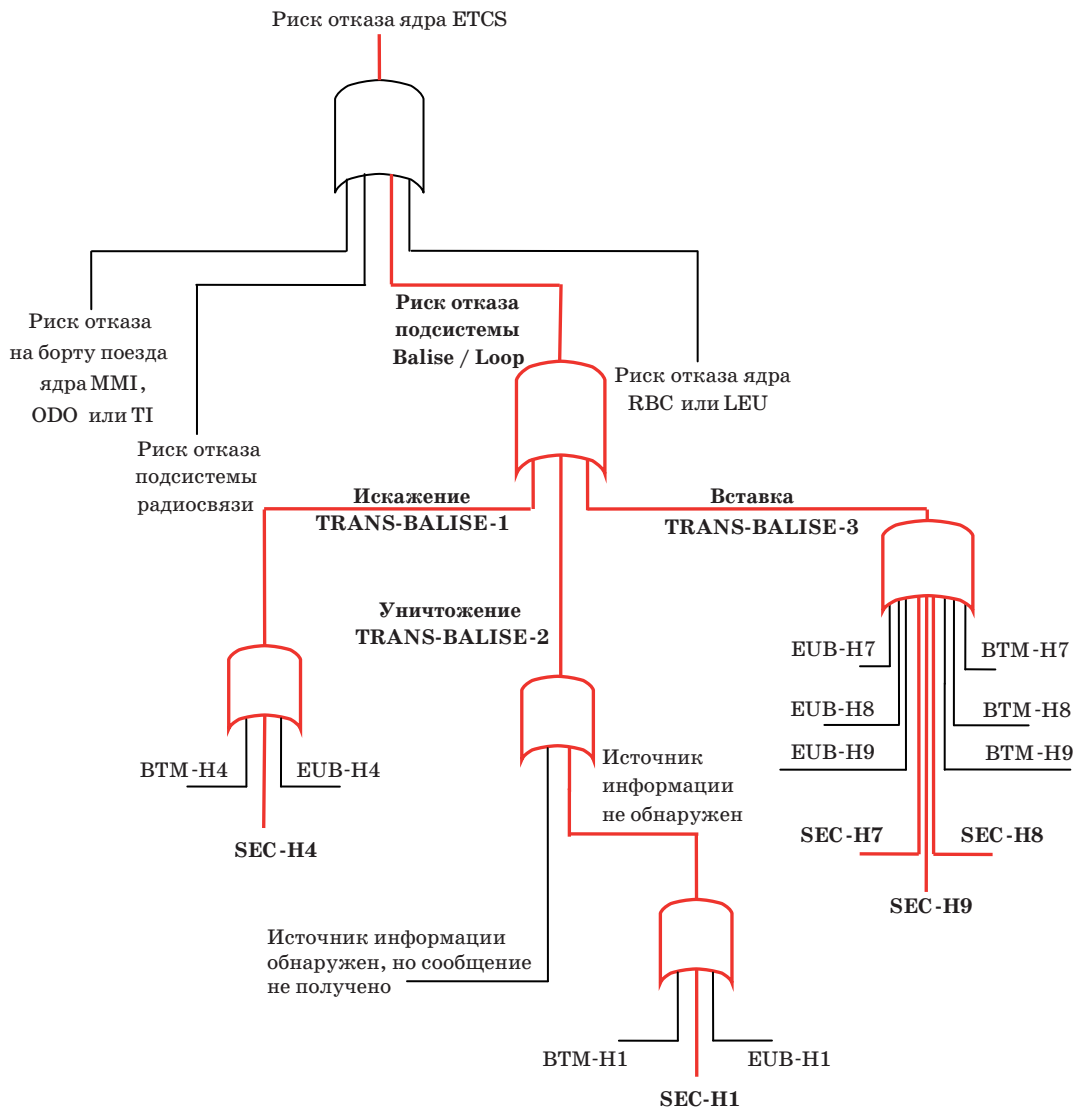 Риск отказа ядра ETCS
Риск отказа
на борту поезда
ядра MMI,
ODO или TI
Риск отказа
подсистемы
радиосвязи
Риск отказа
подсистемы
Balise / Loop
Риск отказа ядра
RBC или LEU
Искажение
TRANS-BALISE-1
Вставка
TRANS-BALISE-3
Уничтожение
TRANS-BALISE-2
EUB-H7
BTM-H7
EUB-H8
BTM-H8
EUB-H9
BTM-H9
SEC-H7
SEC-H8
SEC-H9
BTM-H4
EUB-H4
SEC-H4
Источник
информации
не обнаружен
Источник информации
обнаружен, но сообщение
не получено
BTM-H1
EUB-H1
SEC-H1